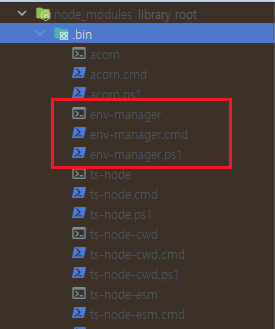 node_modules library root
.bin
acorn
acorn.cmd
acorn.ps1
env-manager
env-manager.cmd
env-manager.ps1
ts-node
ts-node.cmd
ts-node.ps1
ts-node-cwd
ts-node-cwd.cmd
ts-node-cwd.ps1
ts-node-esm
ts-node-esm.cmd